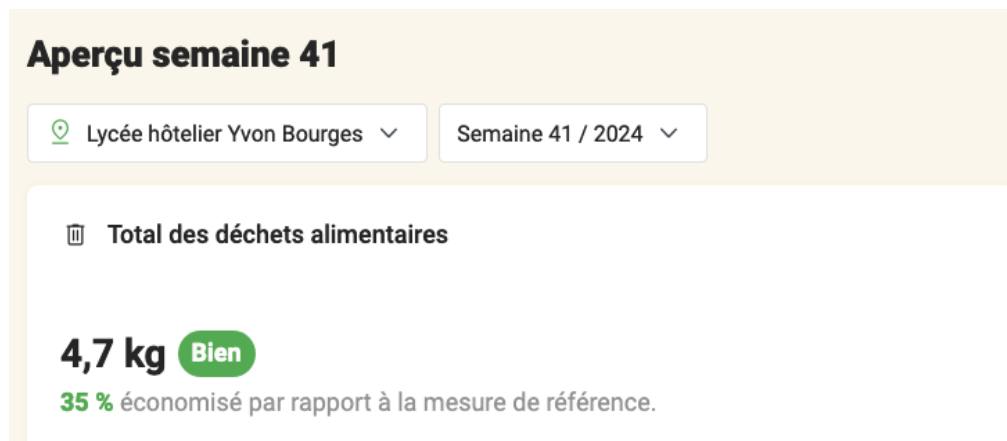 Aperçu semaine 41
Lycée hôtelier Yvon Bourges
Semaine 41 / 2024
Total des déchets alimentaires
4,7 kg Bien
35 % économisé par rapport à la mesure de référence.